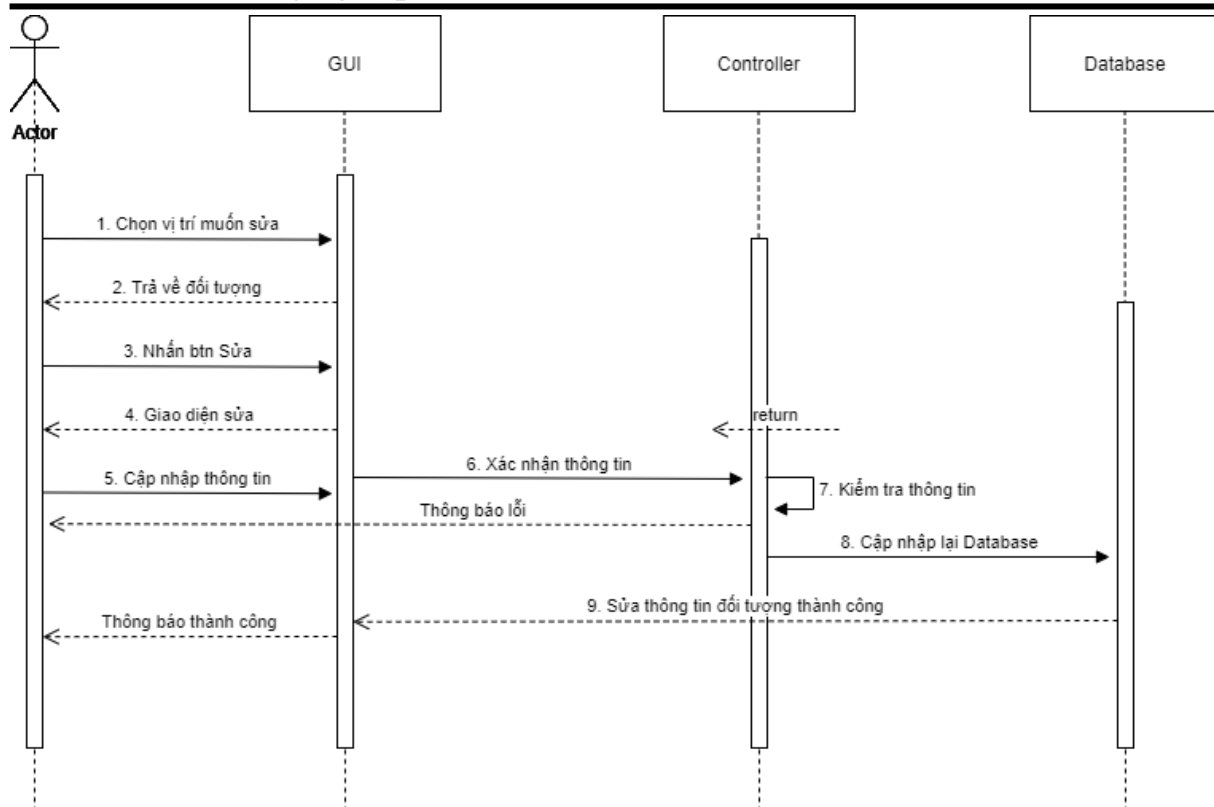 GUI
Controller
Database
Actor
1. Chọn vị trí muốn sửa
2. Trả về đối tượng
3. Nhấn btn Sửa
4. Giao diện sửa
return
5. Cập nhập thông tin
6. Xác nhận thông tin
7. Kiểm tra thông tin
Thông báo lỗi
8. Cập nhập lại Database
9. Sửa thông tin đối tượng thành công
Thông báo thành công